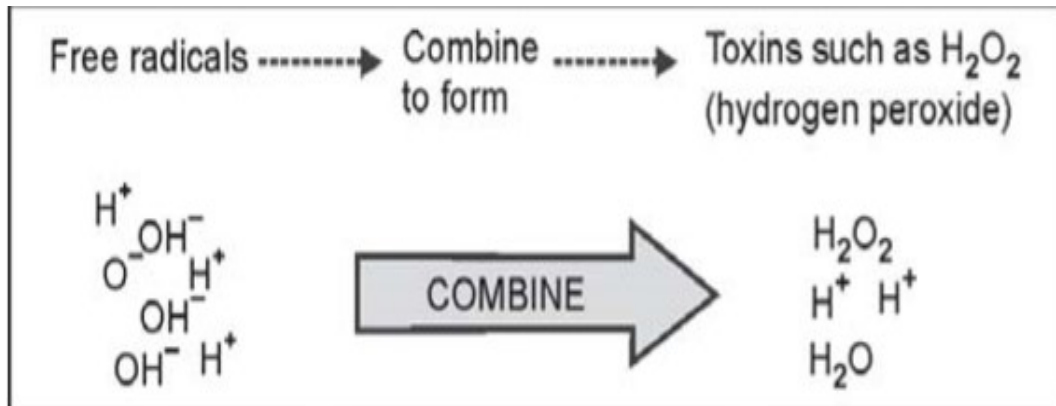 Free radicals Combine to form Toxins such as H₂O₂ (hydrogen peroxide)
H⁺
OH⁻
O⁻ H⁺
OH⁻
OH⁻ H⁺
COMBINE
H₂O₂
H⁺ H⁺
H₂O